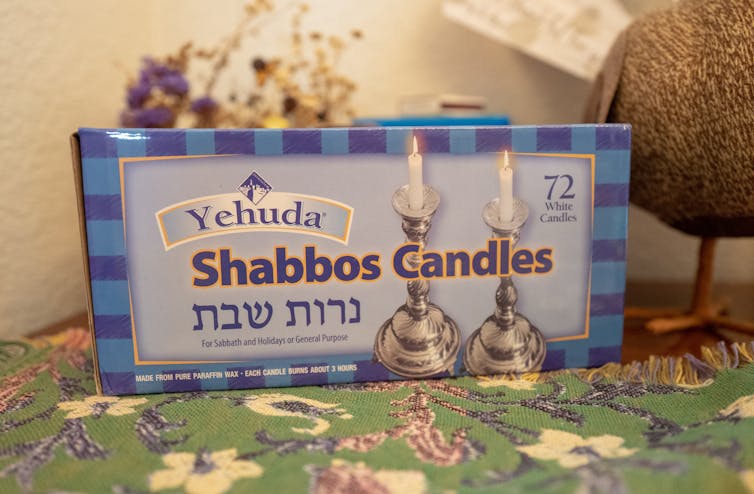 Yehuda®
72
White
Candles
Shabbos Candles
נרות שבת
For Sabbath and Holidays or General Purpose
MADE FROM PURE PARAFFIN WAX • EACH CANDLE BURNS ABOUT 3 HOURS